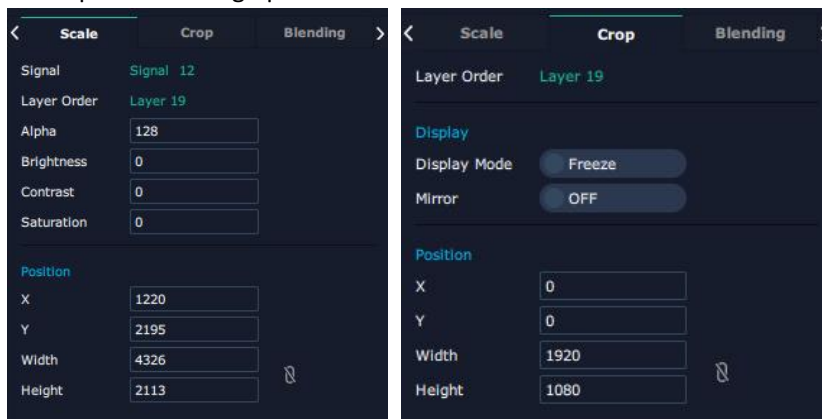 Scale Crop Blending
Signal Signal 12
Layer Order Layer 19
Alpha 128
Brightness 0
Contrast 0
Saturation 0
Position
X 1220
Y 2195
Width 4326
Height 2113
Scale Crop Blending
Layer Order Layer 19
Display
Display Mode Freeze
Mirror OFF
Position
X 0
Y 0
Width 1920
Height 1080